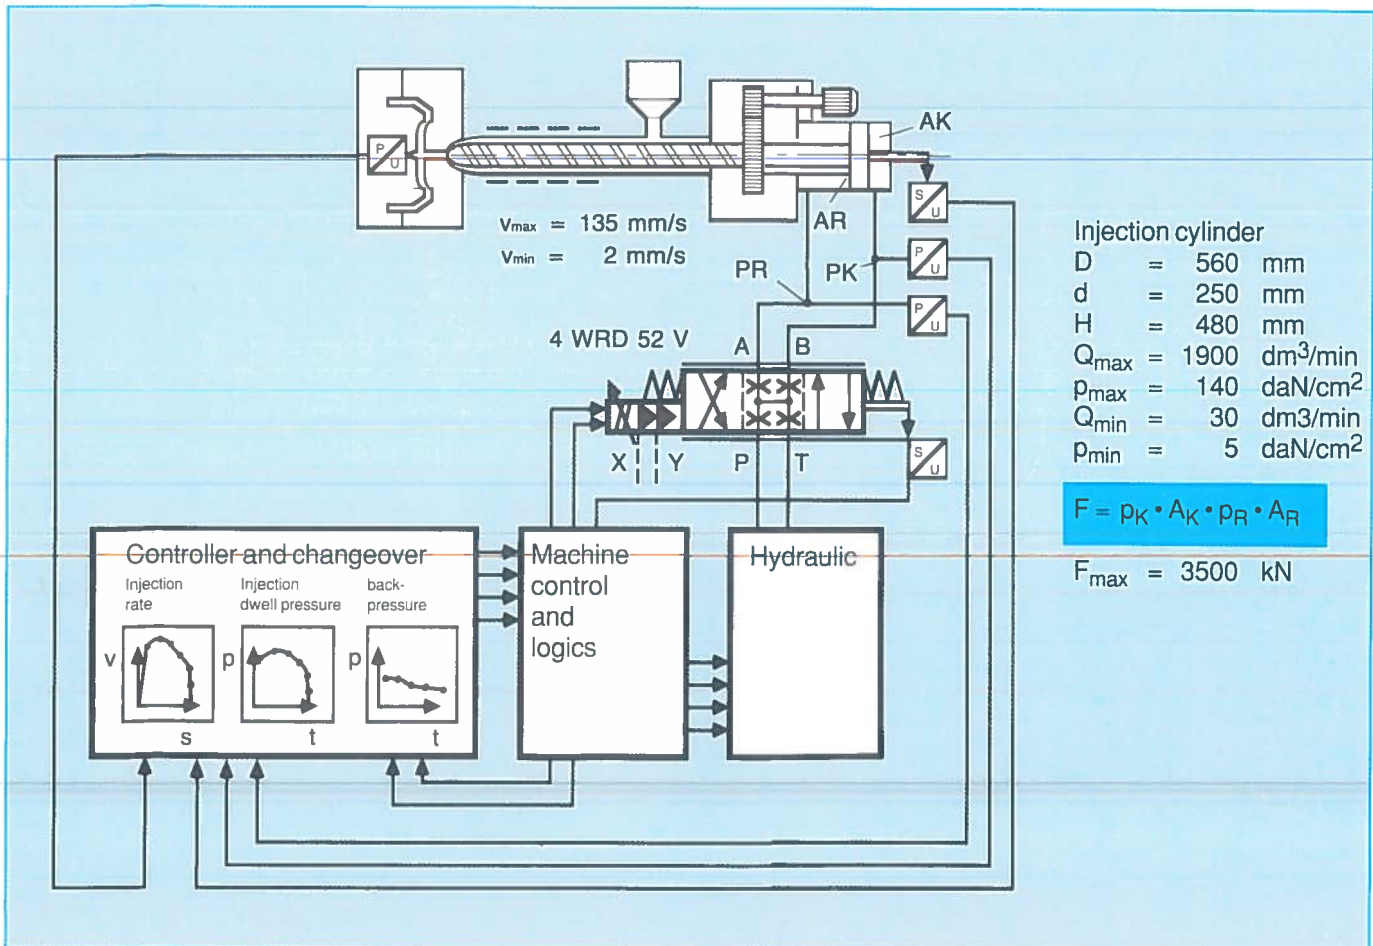 AK
P
U
S
U
AR
vmax = 135 mm/s
vmin = 2 mm/s
PR
PK
P
U
P
U
4 WRD 52 V
A
B
X
Y
P
T
S
U
Injection cylinder
D = 560 mm
d = 250 mm
H = 480 mm
Qmax = 1900 dm³/min
pmax = 140 daN/cm²
Qmin = 30 dm3/min
pmin = 5 daN/cm²
F = pK • AK • pR • AR
Fmax = 3500 kN
Controller and changeover
Injection
rate
v
s
Injection
dwell pressure
p
t
back-
pressure
p
t
Machine
control
and
logics
Hydraulic